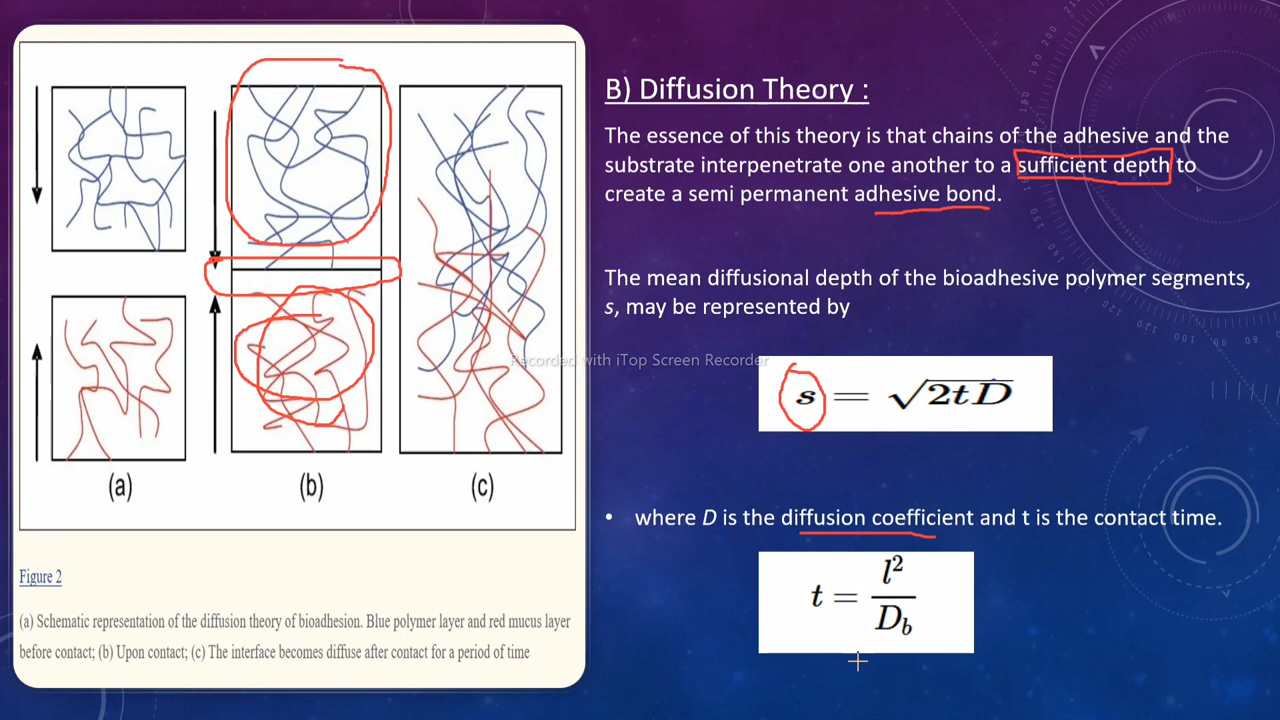 (a)
(b)
(c)
Figure 2
(a) Schematic representation of the diffusion theory of bioadhesion. Blue polymer layer and red mucus layer
before contact; (b) Upon contact; (c) The interface becomes diffuse after contact for a period of time
B) Diffusion Theory :
The essence of this theory is that chains of the adhesive and the
substrate interpenetrate one another to a sufficient depth to
create a semi permanent adhesive bond.
The mean diffusional depth of the bioadhesive polymer segments,
s, may be represented by
Recorded with iTop Screen Recorder
s = √2tD
• where D is the diffusion coefficient and t is the contact time.
t = l²/D_b